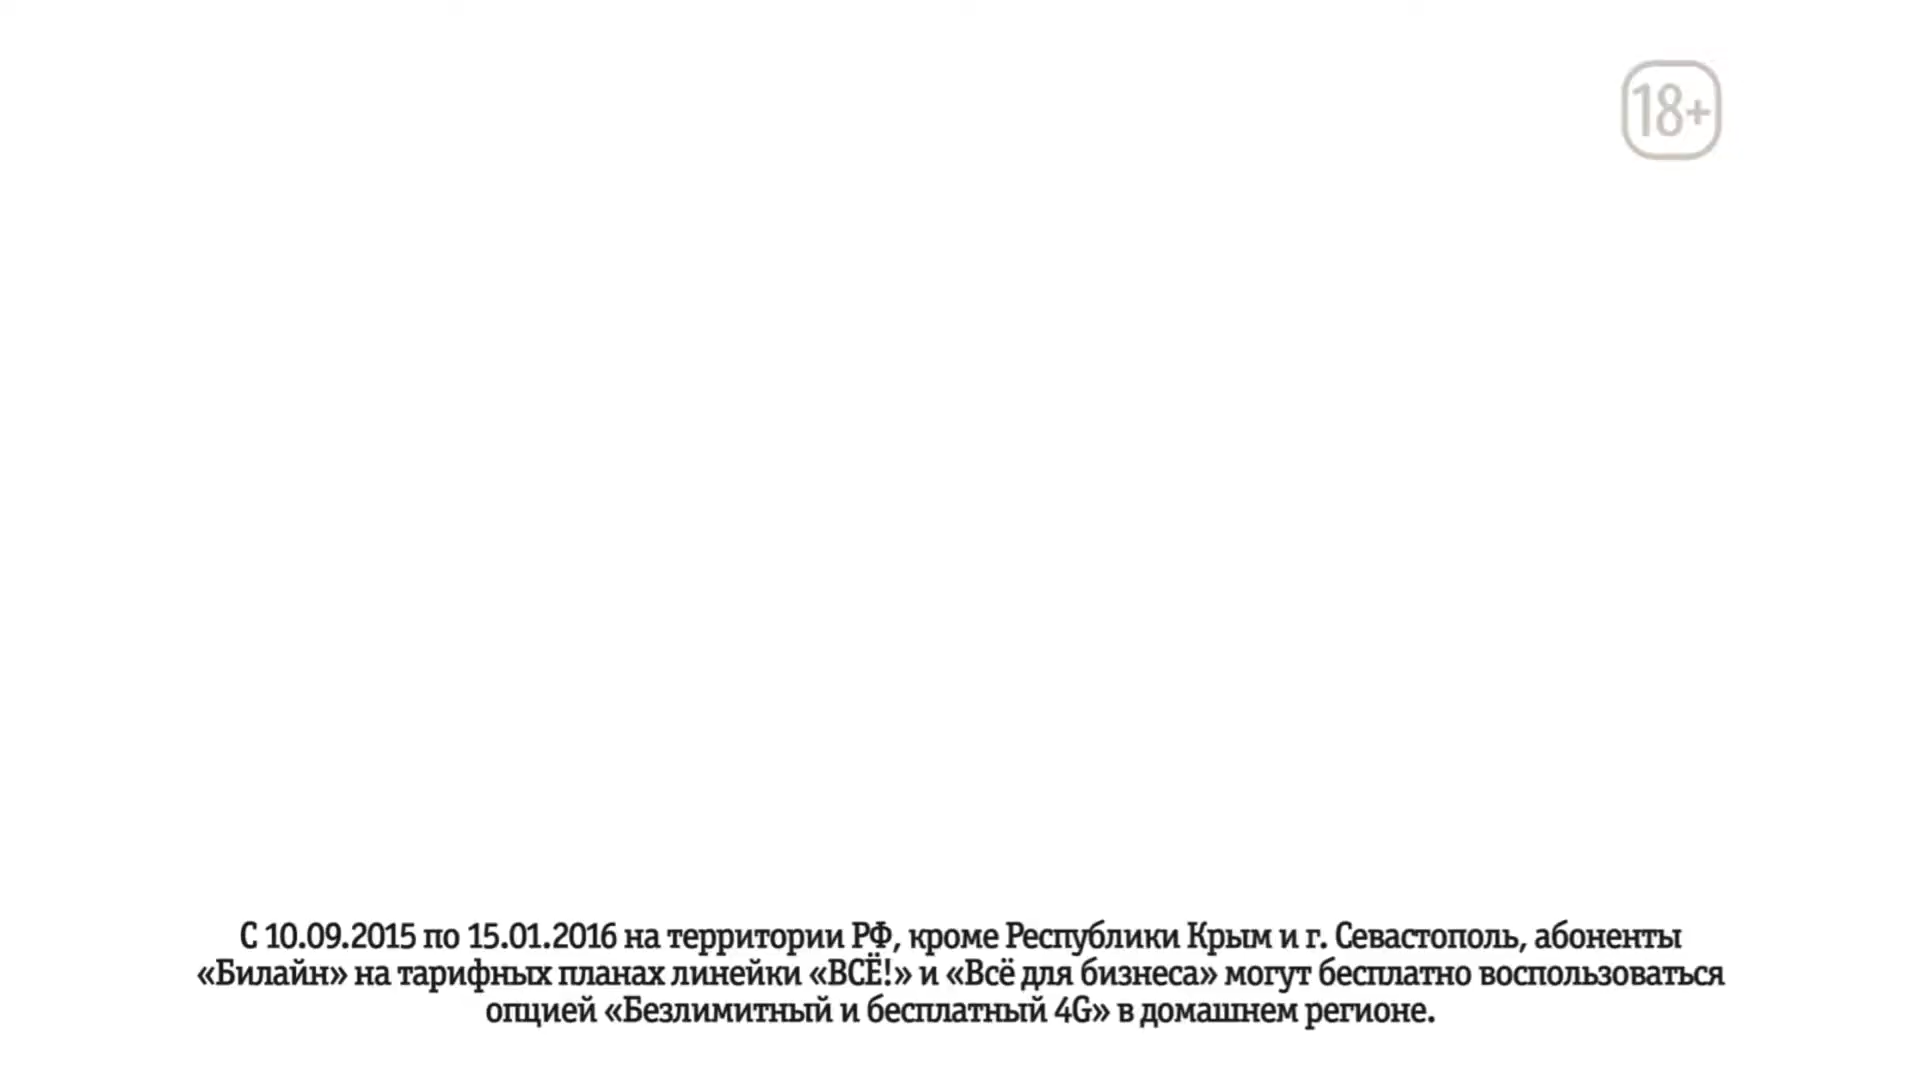 18+
С 10.09.2015 по 15.01.2016 на территории РФ, кроме Республики Крым и г. Севастополь, абоненты
«Билайн» на тарифных планах линейки «ВСЁ!» и «Всё для бизнеса» могут бесплатно воспользоваться
опцией «Безлимитный и бесплатный 4G» в домашнем регионе.